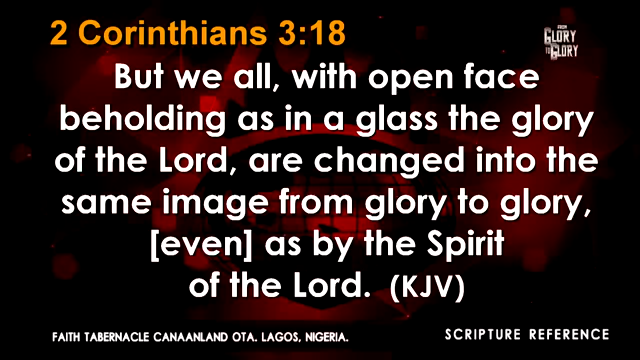 2 Corinthians 3:18
FROM
GLORY
TO GLORY
But we all, with open face
beholding as in a glass the glory
of the Lord, are changed into the
same image from glory to glory,
[even] as by the Spirit
of the Lord. (KJV)
FAITH TABERNACLE CANAANLAND OTA. LAGOS, NIGERIA.
SCRIPTURE REFERENCE